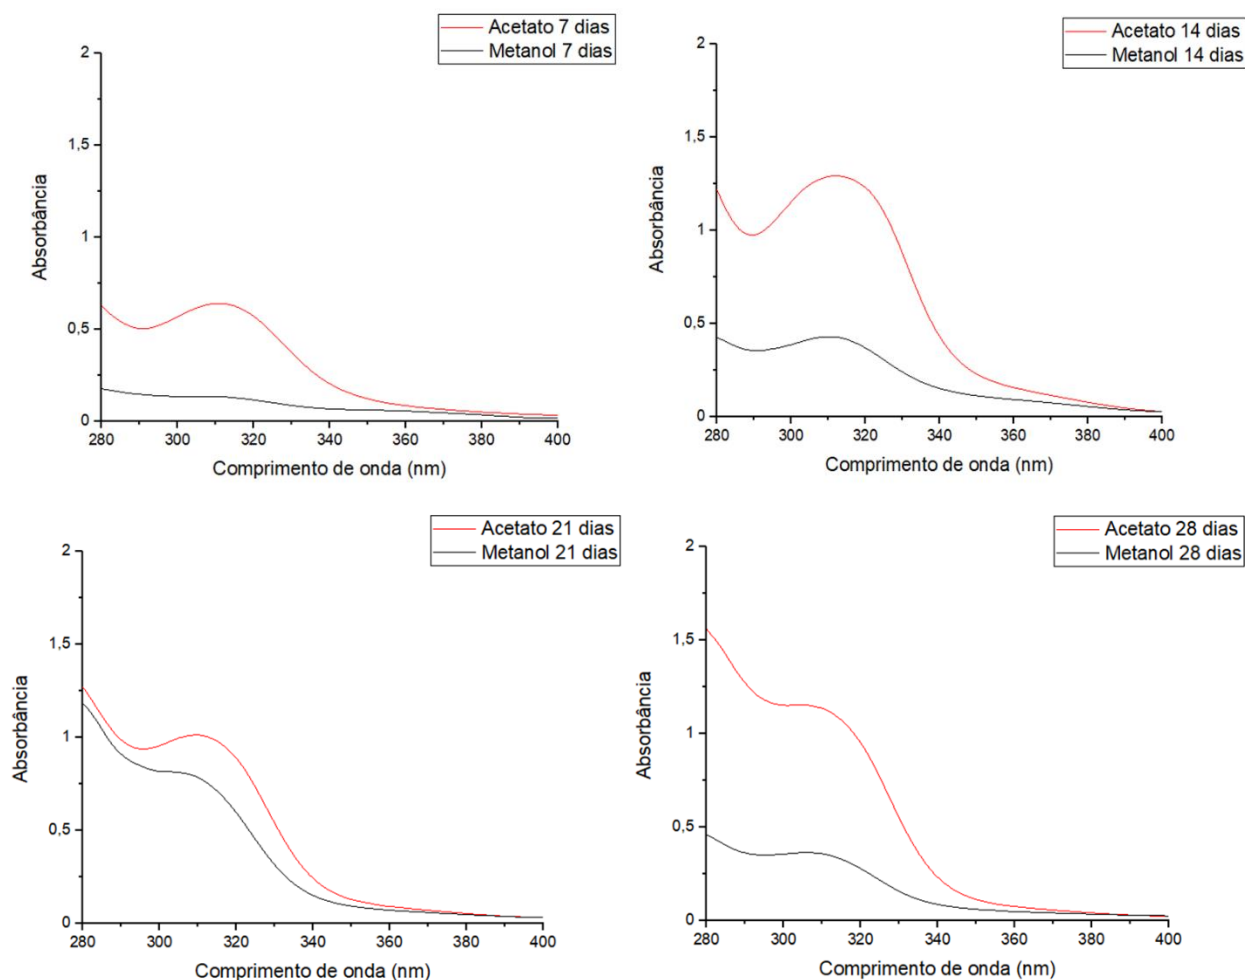 Acetato 7 dias
Metanol 7 dias
2
1,5
1
0,5
0
Absorbância
280 300 320 340 360 380 400
Comprimento de onda (nm)
Acetato 14 dias
Metanol 14 dias
2
1,5
1
0,5
0
Absorbância
280 300 320 340 360 380 400
Comprimento de onda (nm)
Acetato 21 dias
Metanol 21 dias
2
1,5
1
0,5
0
Absorbância
280 300 320 340 360 380 400
Comprimento de onda (nm)
Acetato 28 dias
Metanol 28 dias
2
1,5
1
0,5
0
Absorbância
280 300 320 340 360 380 400
Comprimento de onda (nm)